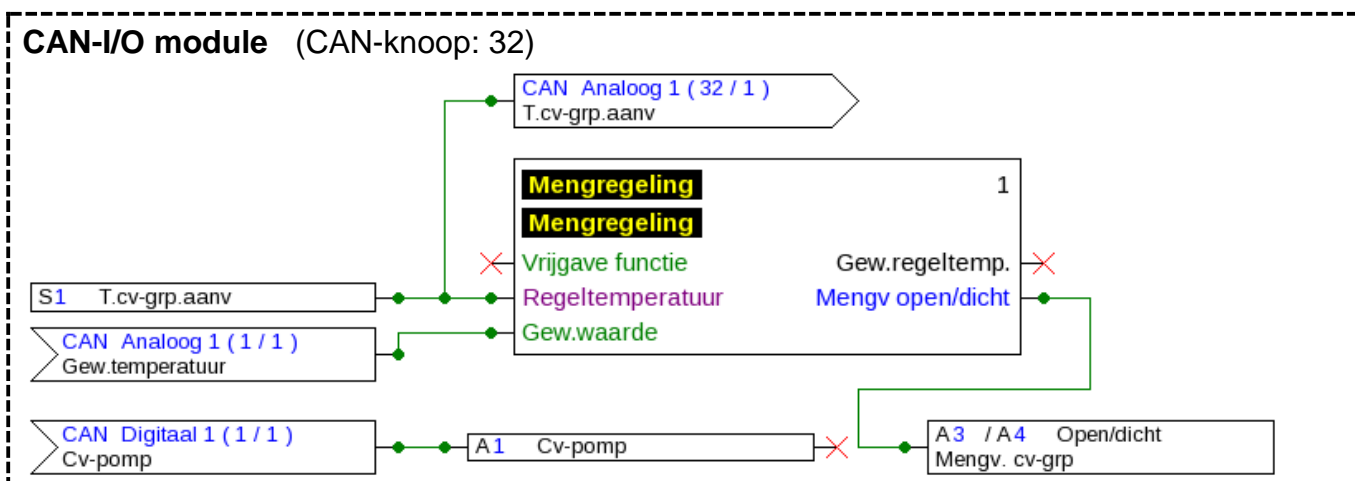 CAN-I/O module (CAN-knoop: 32)
CAN Analoog 1 ( 32 / 1 )
T.cv-grp.aanv
Mengregeling 1
Mengregeling
Vrijgave functie Gew.regeltemp.
S1 T.cv-grp.aanv
Regeltemperatuur Mengv open/dicht
Gew.waarde
CAN Analoog 1 ( 1 / 1 )
Gew.temperatuur
CAN Digitaal 1 ( 1 / 1 )
Cv-pomp
A1 Cv-pomp
A3 / A4 Open/dicht
Mengv. cv-grp